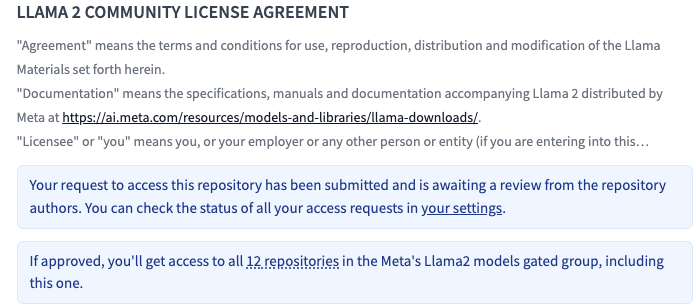 LLAMA 2 COMMUNITY LICENSE AGREEMENT
"Agreement" means the terms and conditions for use, reproduction, distribution and modification of the Llama
Materials set forth herein.
"Documentation" means the specifications, manuals and documentation accompanying Llama 2 distributed by
Meta at https://ai.meta.com/resources/models-and-libraries/llama-downloads/.
"Licensee" or "you" means you, or your employer or any other person or entity (if you are entering into this...
Your request to access this repository has been submitted and is awaiting a review from the repository
authors. You can check the status of all your access requests in your settings.
If approved, you'll get access to all 12 repositories in the Meta's Llama2 models gated group, including
this one.